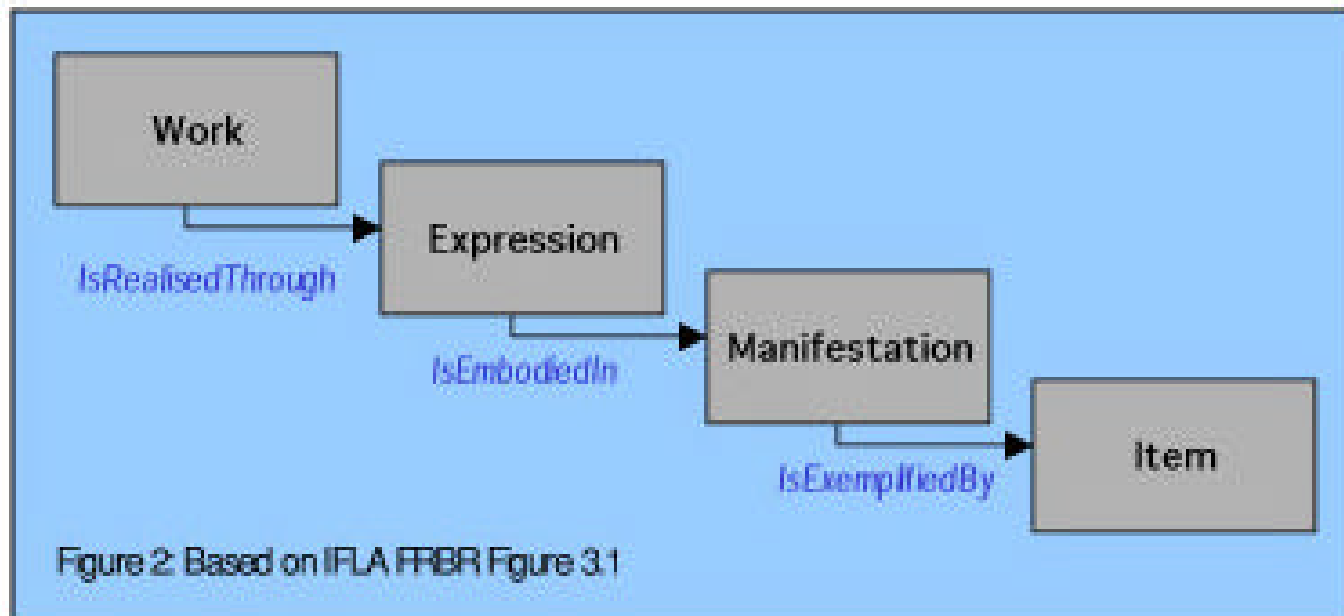 Work
Expression
IsRealisedThrough
Manifestation
IsEmbodiedIn
Item
IsExemplifiedBy
Figure 2: Based on IFLA FRBR Figure 3.1